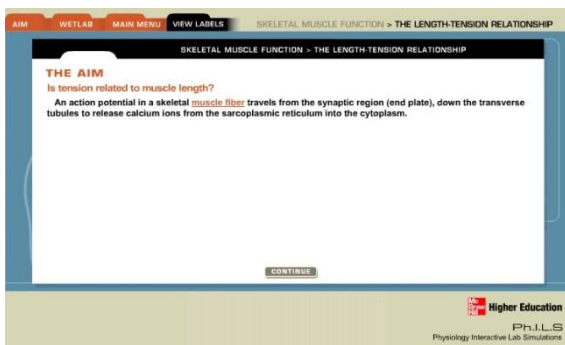 AIM WETLAB MAIN MENU VIEW LABELS SKELETAL MUSCLE FUNCTION > THE LENGTH-TENSION RELATIONSHIP
SKELETAL MUSCLE FUNCTION > THE LENGTH-TENSION RELATIONSHIP
THE AIM
Is tension related to muscle length?
An action potential in a skeletal muscle fiber travels from the synaptic region (end plate), down the transverse
tubules to release calcium ions from the sarcoplasmic reticulum into the cytoplasm.
CONTINUE
Higher Education
Ph.I.L.S
Physiology Interactive Lab Simulations